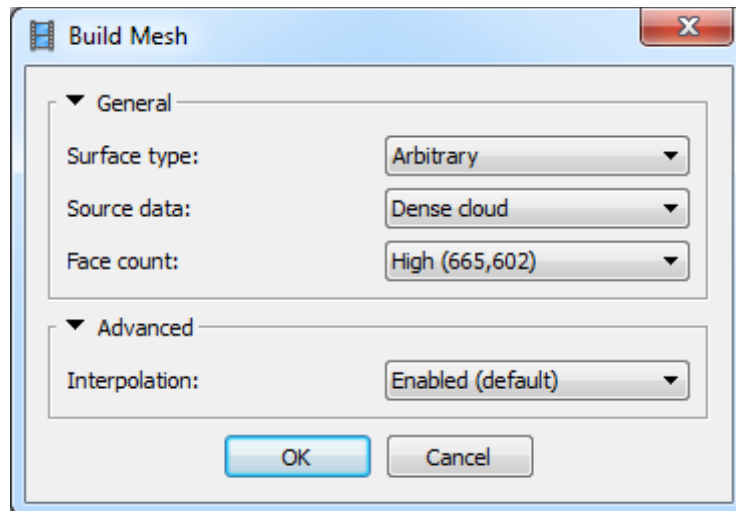 Build Mesh
General
Surface type: Arbitrary
Source data: Dense cloud
Face count: High (665,602)
Advanced
Interpolation: Enabled (default)
OK Cancel